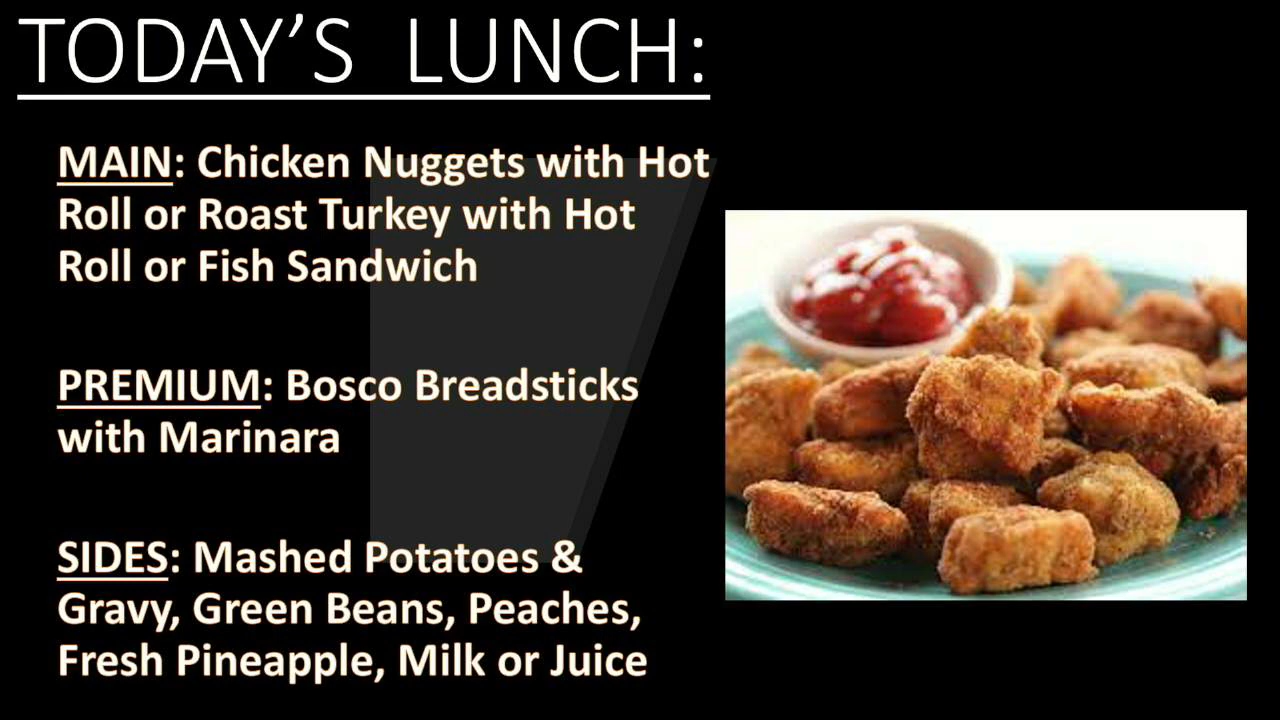 TODAY’S LUNCH:
MAIN: Chicken Nuggets with Hot
Roll or Roast Turkey with Hot
Roll or Fish Sandwich
PREMIUM: Bosco Breadsticks
with Marinara
SIDES: Mashed Potatoes &
Gravy, Green Beans, Peaches,
Fresh Pineapple, Milk or Juice